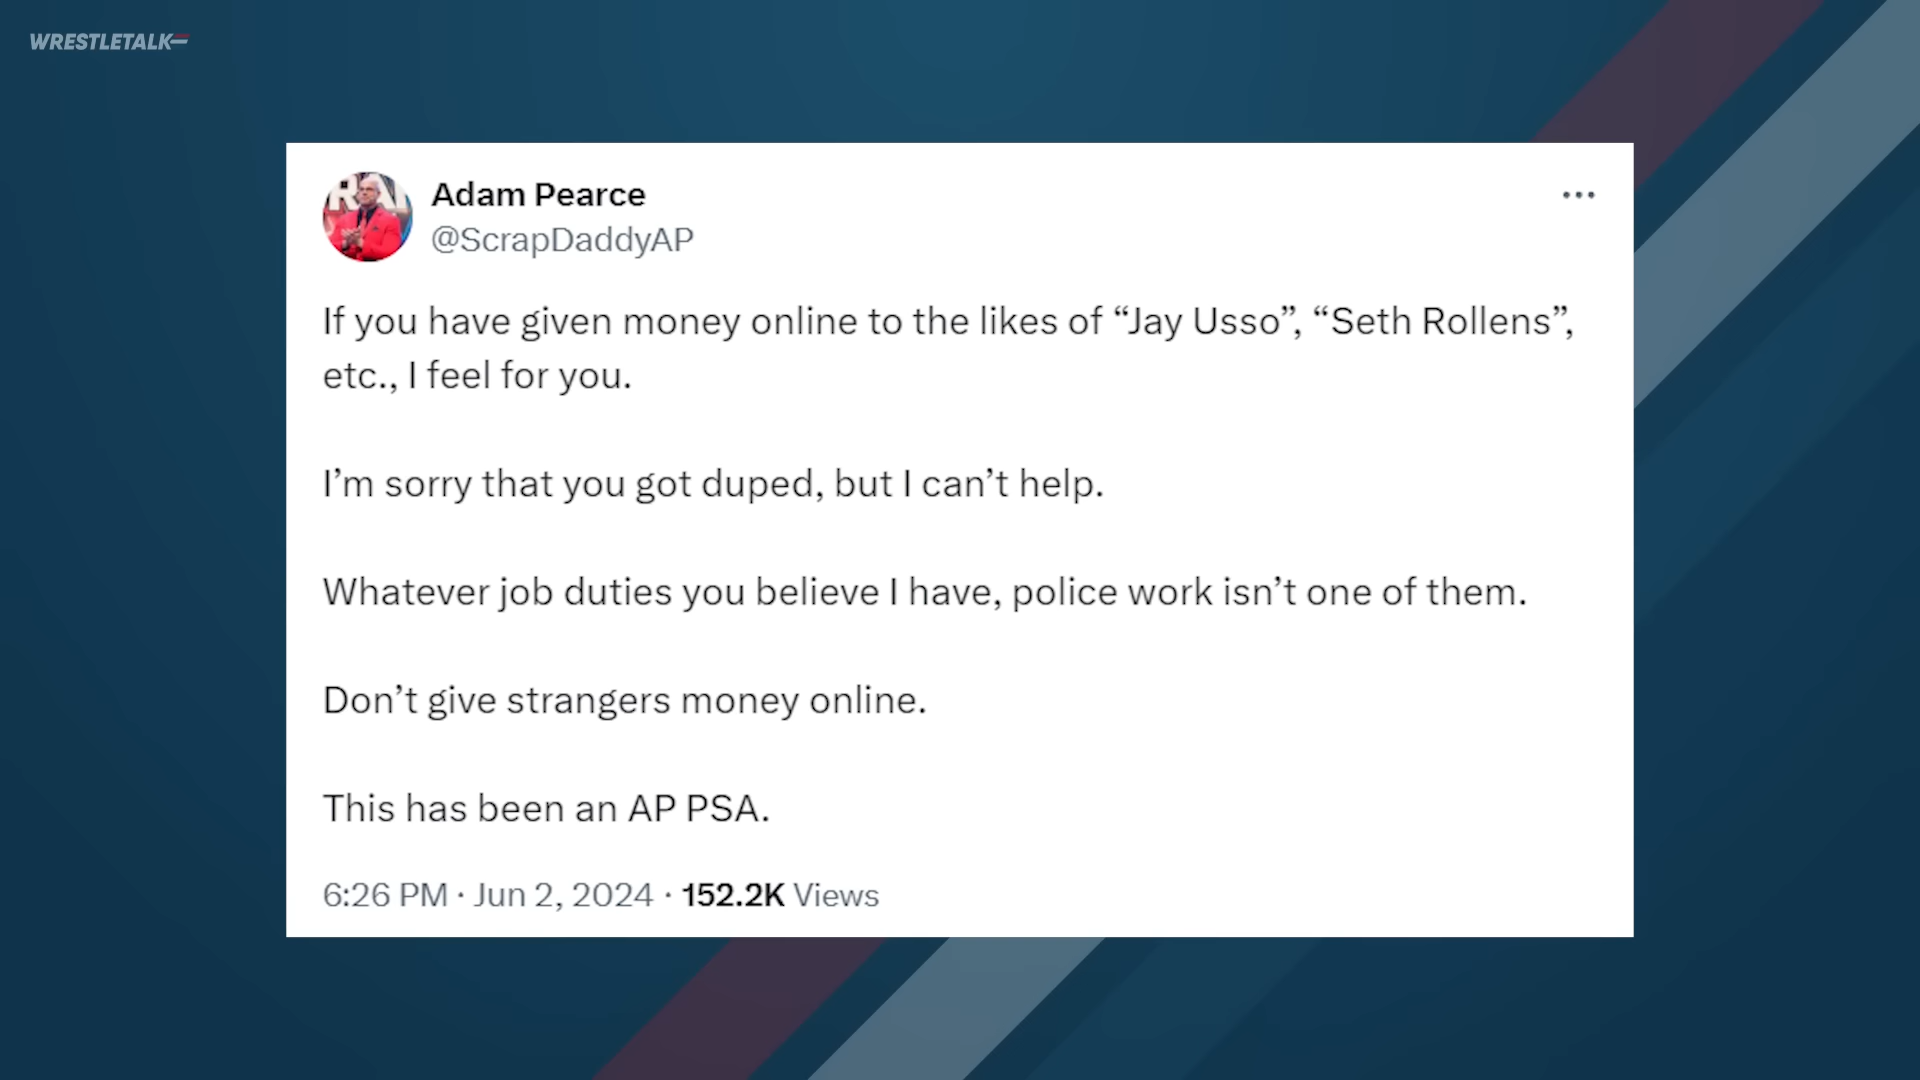 WRESTLETALK
Adam Pearce
@ScrapDaddyAP
If you have given money online to the likes of “Jay Usso”, “Seth Rollens”,
etc., I feel for you.
I’m sorry that you got duped, but I can’t help.
Whatever job duties you believe I have, police work isn’t one of them.
Don’t give strangers money online.
This has been an AP PSA.
6:26 PM · Jun 2, 2024 · 152.2K Views